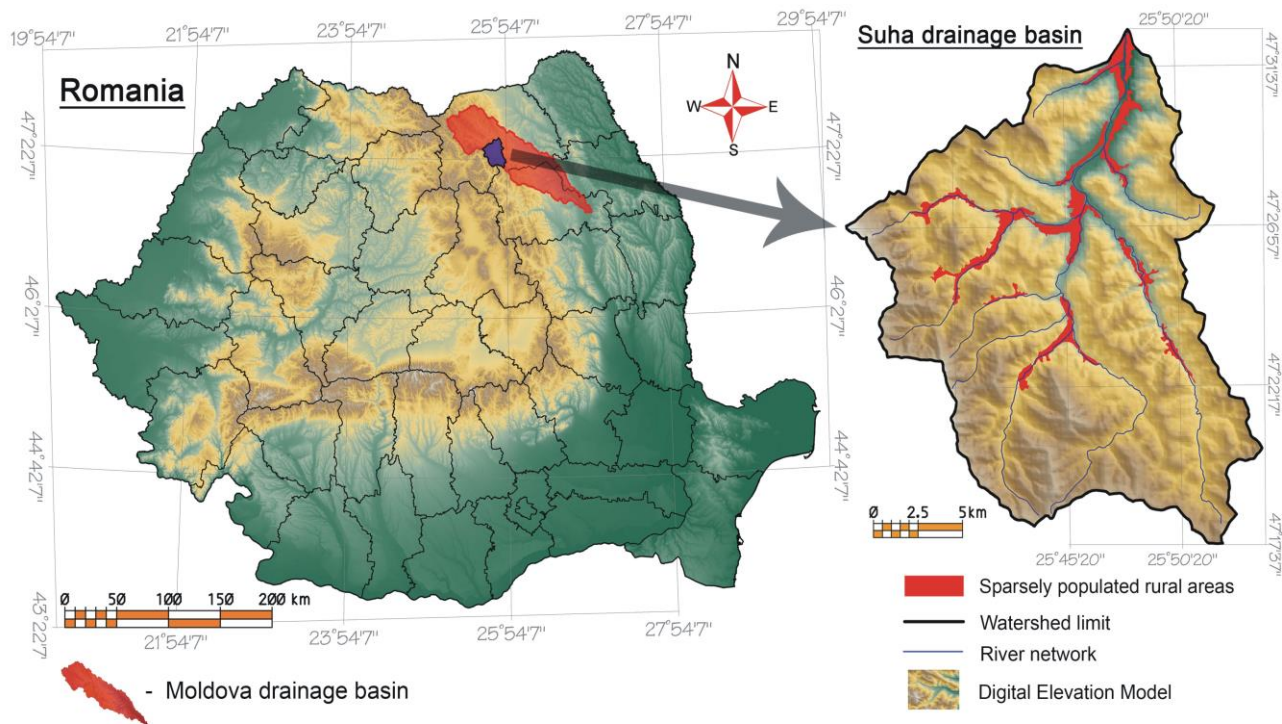 19°54'7" 21°54'7" 23°54'7" 25°54'7" 27°54'7" 29°54'7"
Romania
N
W E
S
47°22'7"
47°22'7"
46°2'7"
46°2'7"
44°42'7"
44°42'7"
43°22'7"
0 50 100 150 200 km
21°54'7" 23°54'7" 25°54'7" 27°54'7"
- Moldova drainage basin
Suha drainage basin
25°50'20"
47°31'37"
47°26'57"
47°22'17"
47°17'37"
0 2.5 5km
25°45'20" 25°50'20"
Sparsely populated rural areas
Watershed limit
River network
Digital Elevation Model